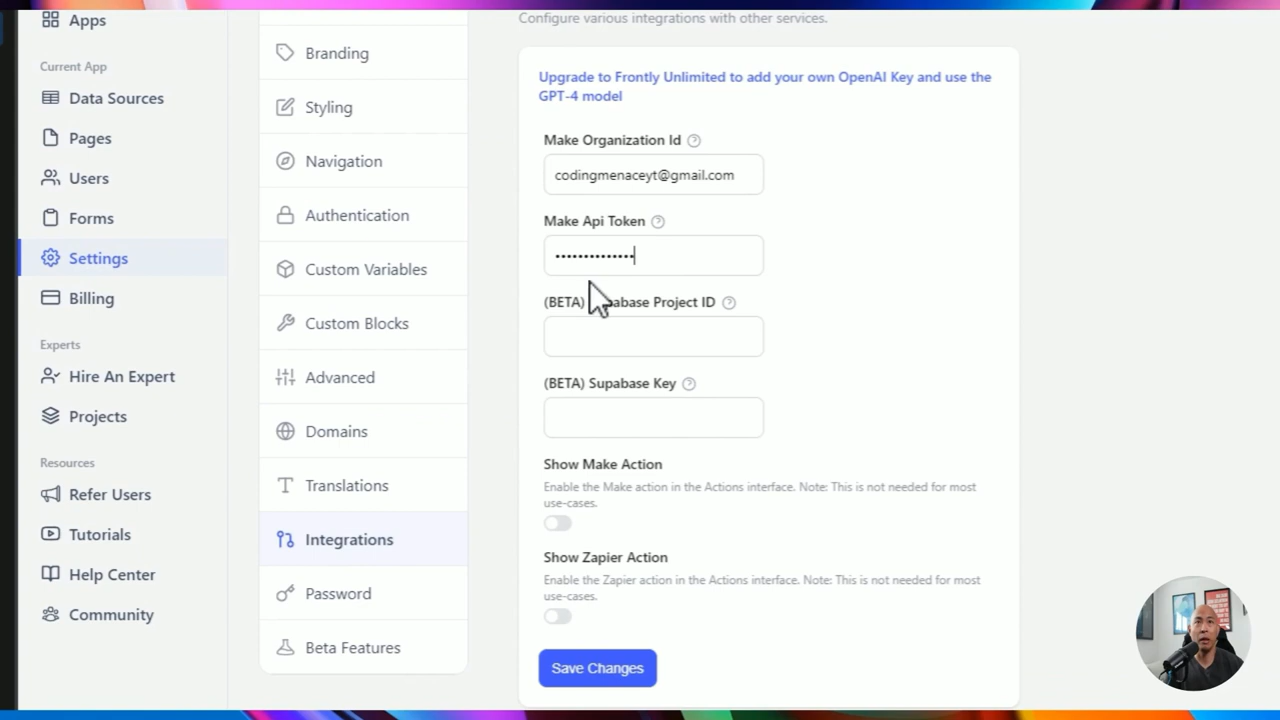 Apps
Current App
Data Sources
Pages
Users
Forms
Settings
Billing
Experts
Hire An Expert
Projects
Resources
Refer Users
Tutorials
Help Center
Community
Branding
Styling
Navigation
Authentication
Custom Variables
Custom Blocks
Advanced
Domains
Translations
Integrations
Password
Beta Features
Configure various integrations with other services.
Upgrade to Frontly Unlimited to add your own OpenAI Key and use the
GPT-4 model
Make Organization Id
codingmenaceyt@gmail.com
Make Api Token
••••••••••••••
(BETA) Supabase Project ID
(BETA) Supabase Key
Show Make Action
Enable the Make action in the Actions interface. Note: This is not needed for most
use-cases.
Show Zapier Action
Enable the Zapier action in the Actions interface. Note: This is not needed for most
use-cases.
Save Changes